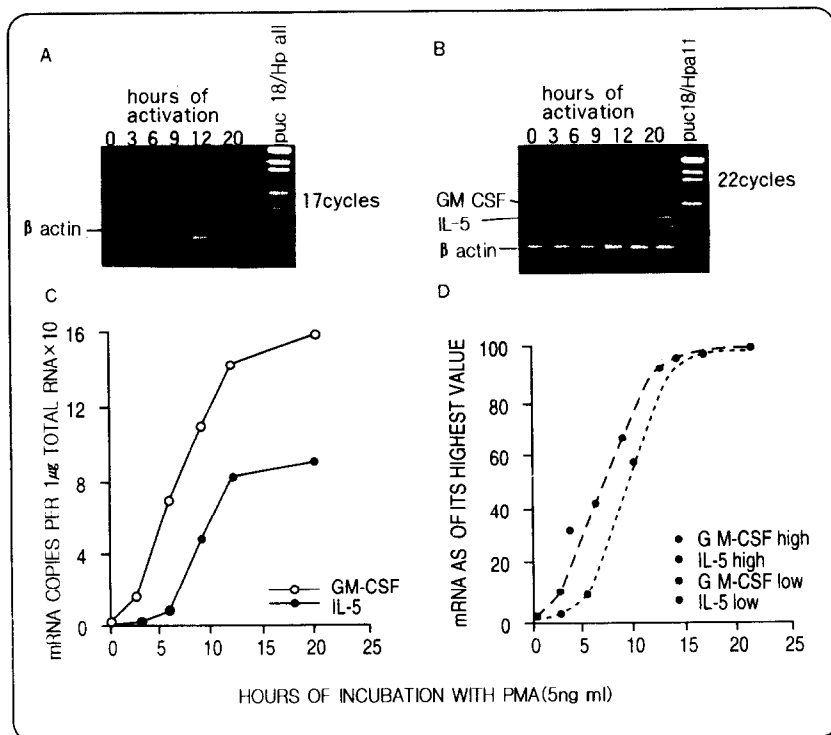 A
hours of
activation
0 3 6 9 12 20
puc 18/Hp all
17cycles
β actin
B
hours of
activation
0 3 6 9 12 20
puc18/Hpa11
22cycles
GM CSF
IL-5
β actin
C
mRNA COPIES PER 1㎍ TOTAL RNA×10
16
12
8
4
0
GM-CSF
IL-5
0 5 10 15 20 25
D
mRNA AS OF ITS HIGHEST VALUE
100
80
60
40
20
0
G M-CSF high
IL-5 high
G M-CSF low
IL-5 low
0 5 10 15 20 25
HOURS OF INCUBATION WITH PMA(5ng ml)